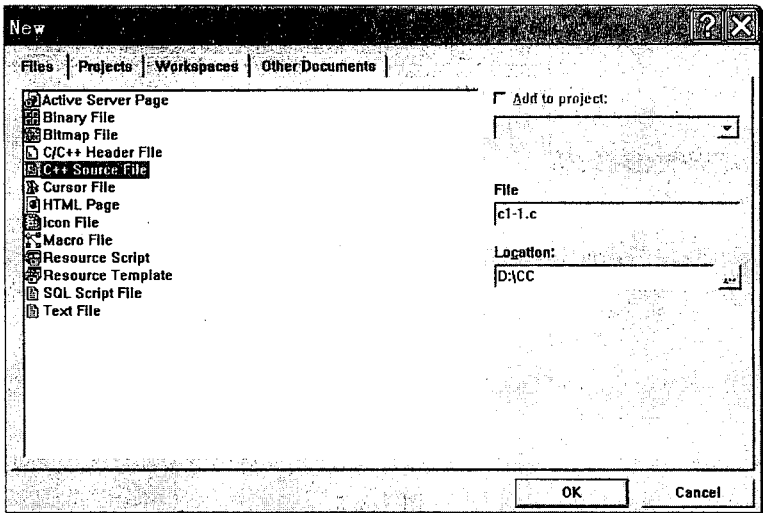 New
Files Projects Workspaces Other Documents
Active Server Page
Binary File
Bitmap File
C/C++ Header File
C++ Source File
Cursor File
HTML Page
Icon File
Macro File
Resource Script
Resource Template
SQL Script File
Text File
Add to project:
File
c1-1.c
Location:
D:\CC
...
OK Cancel